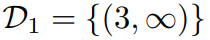 𝒟₁ = {(3, ∞)}